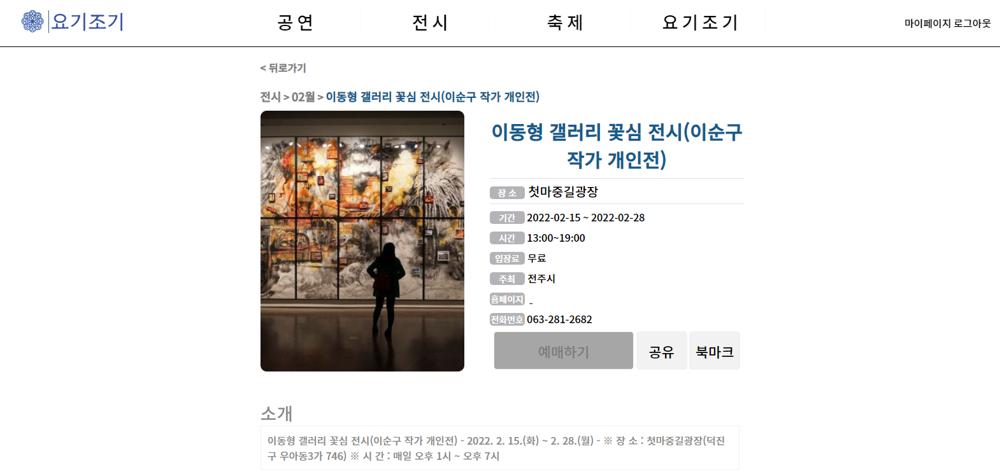 요기조기
공연 전시 축제 요기조기
마이페이지 로그아웃
< 뒤로가기
전시 > 02월 > 이동형 갤러리 꽃심 전시(이순구 작가 개인전)
이동형 갤러리 꽃심 전시(이순구
작가 개인전)
장 소 첫마중길광장
기간 2022-02-15 ~ 2022-02-28
시간 13:00~19:00
입장료 무료
주최 전주시
홈페이지 -
전화번호 063-281-2682
예매하기 공유 북마크
소개
이동형 갤러리 꽃심 전시(이순구 작가 개인전) - 2022. 2. 15.(화) ~ 2. 28.(월) - ※ 장 소 : 첫마중길광장(덕진
구 우아동3가 746) ※ 시 간 : 매일 오후 1시 ~ 오후 7시